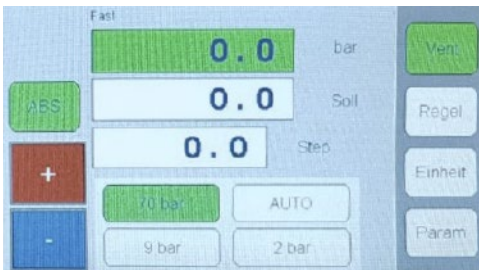 Fast
0.0 bar Vent
ABS 0.0 Soll Regel
0.0 Step
+ Einheit
70 bar AUTO
- 9 bar 2 bar Param